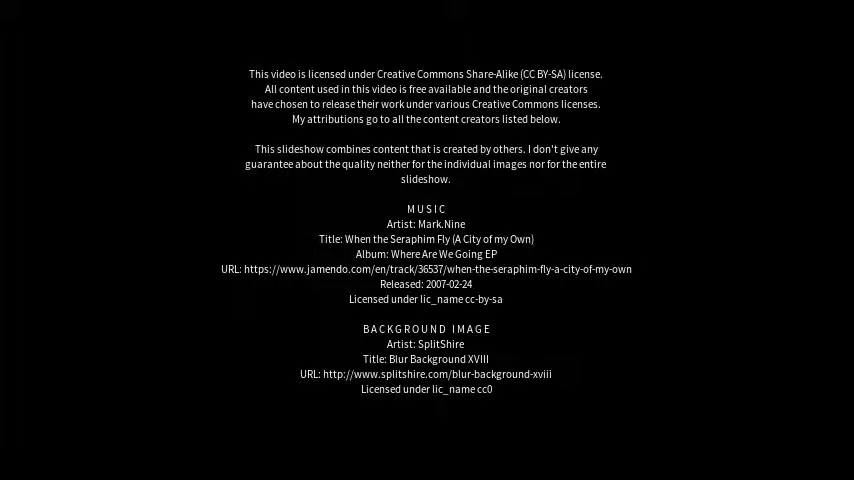 This video is licensed under Creative Commons Share-Alike (CC BY-SA) license.
All content used in this video is free available and the original creators
have chosen to release their work under various Creative Commons licenses.
My attributions go to all the content creators listed below.
This slideshow combines content that is created by others. I don't give any
guarantee about the quality neither for the individual images nor for the entire
slideshow.
MUSIC
Artist: Mark.Nine
Title: When the Seraphim Fly (A City of my Own)
Album: Where Are We Going EP
URL: https://www.jamendo.com/en/track/36537/when-the-seraphim-fly-a-city-of-my-own
Released: 2007-02-24
Licensed under lic_name cc-by-sa
BACKGROUND IMAGE
Artist: SplitShire
Title: Blur Background XVIII
URL: http://www.splitshire.com/blur-background-xviii
Licensed under lic_name cc0